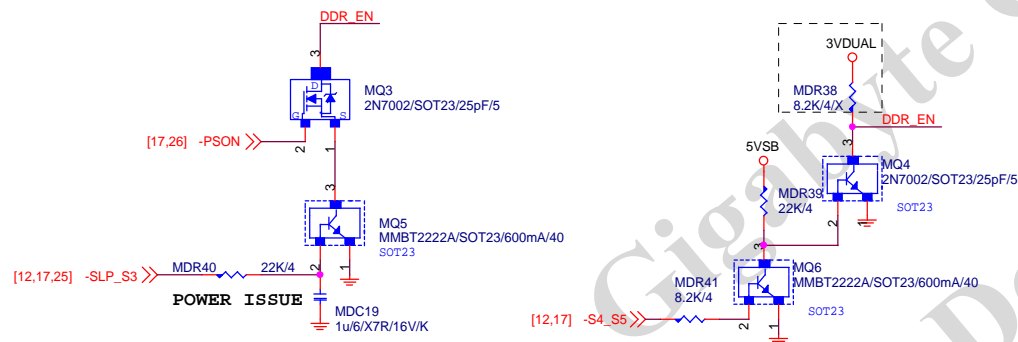 DDR_EN
3
D
G
S
MQ3
2N7002/SOT23/25pF/5
[17,26]
-PSON
2
1
3
MQ5
MMBT2222A/SOT23/600mA/40
SOT23
[12,17,25]
-SLP_S3
MDR40
22K/4
2
1
POWER ISSUE
MDC19
1u/6/X7R/16V/K
3VDUAL
MDR38
8.2K/4/X
DDR_EN
3
5VSB
MQ4
2N7002/SOT23/25pF/5
MDR39
22K/4
SOT23
2
1
3
MQ6
MMBT2222A/SOT23/600mA/40
MDR41
8.2K/4
SOT23
[12,17]
-S4_S5
2
1
Gigabyte